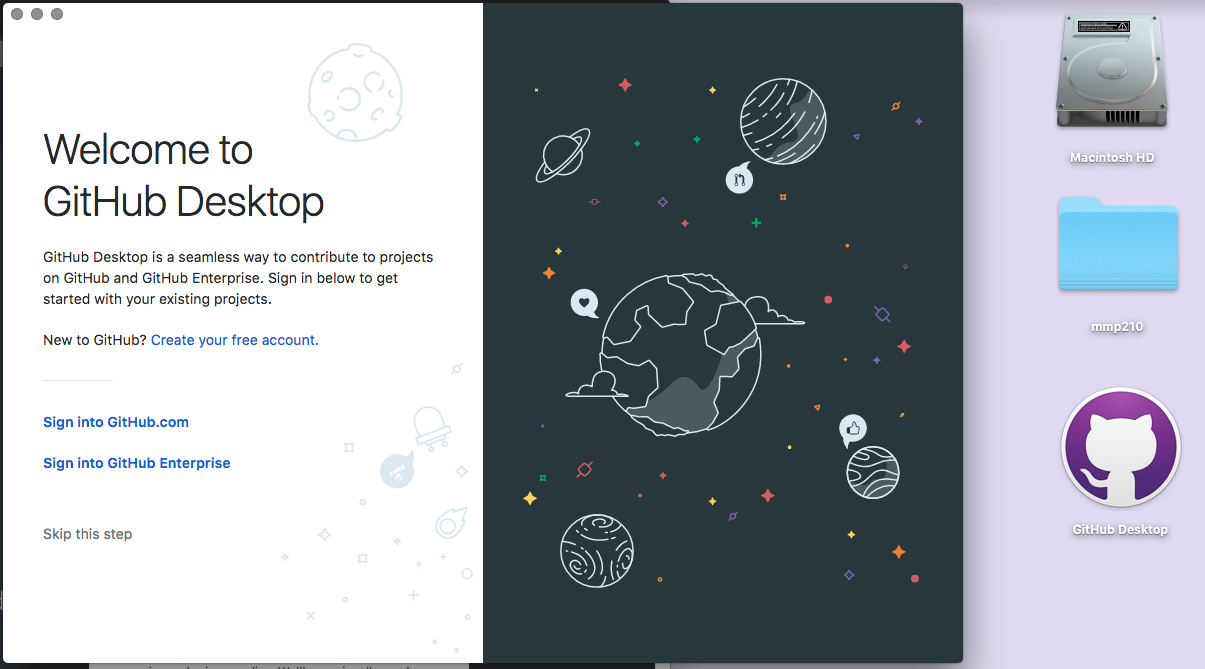 Welcome to
GitHub Desktop
GitHub Desktop is a seamless way to contribute to projects
on GitHub and GitHub Enterprise. Sign in below to get
started with your existing projects.
New to GitHub? Create your free account.
Sign into GitHub.com
Sign into GitHub Enterprise
Skip this step
Macintosh HD
mmp210
GitHub Desktop